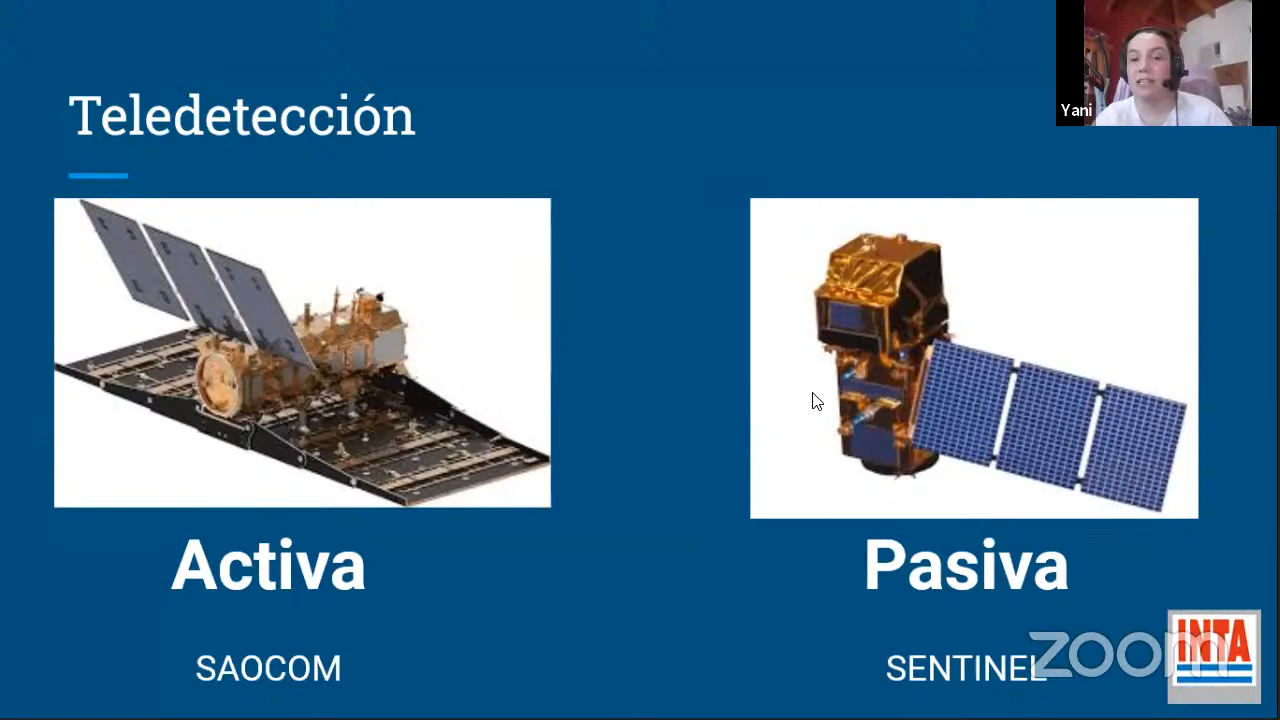 Teledetección
Yani
Activa
Pasiva
SAOCOM
SENTINEL
zoom
INTA